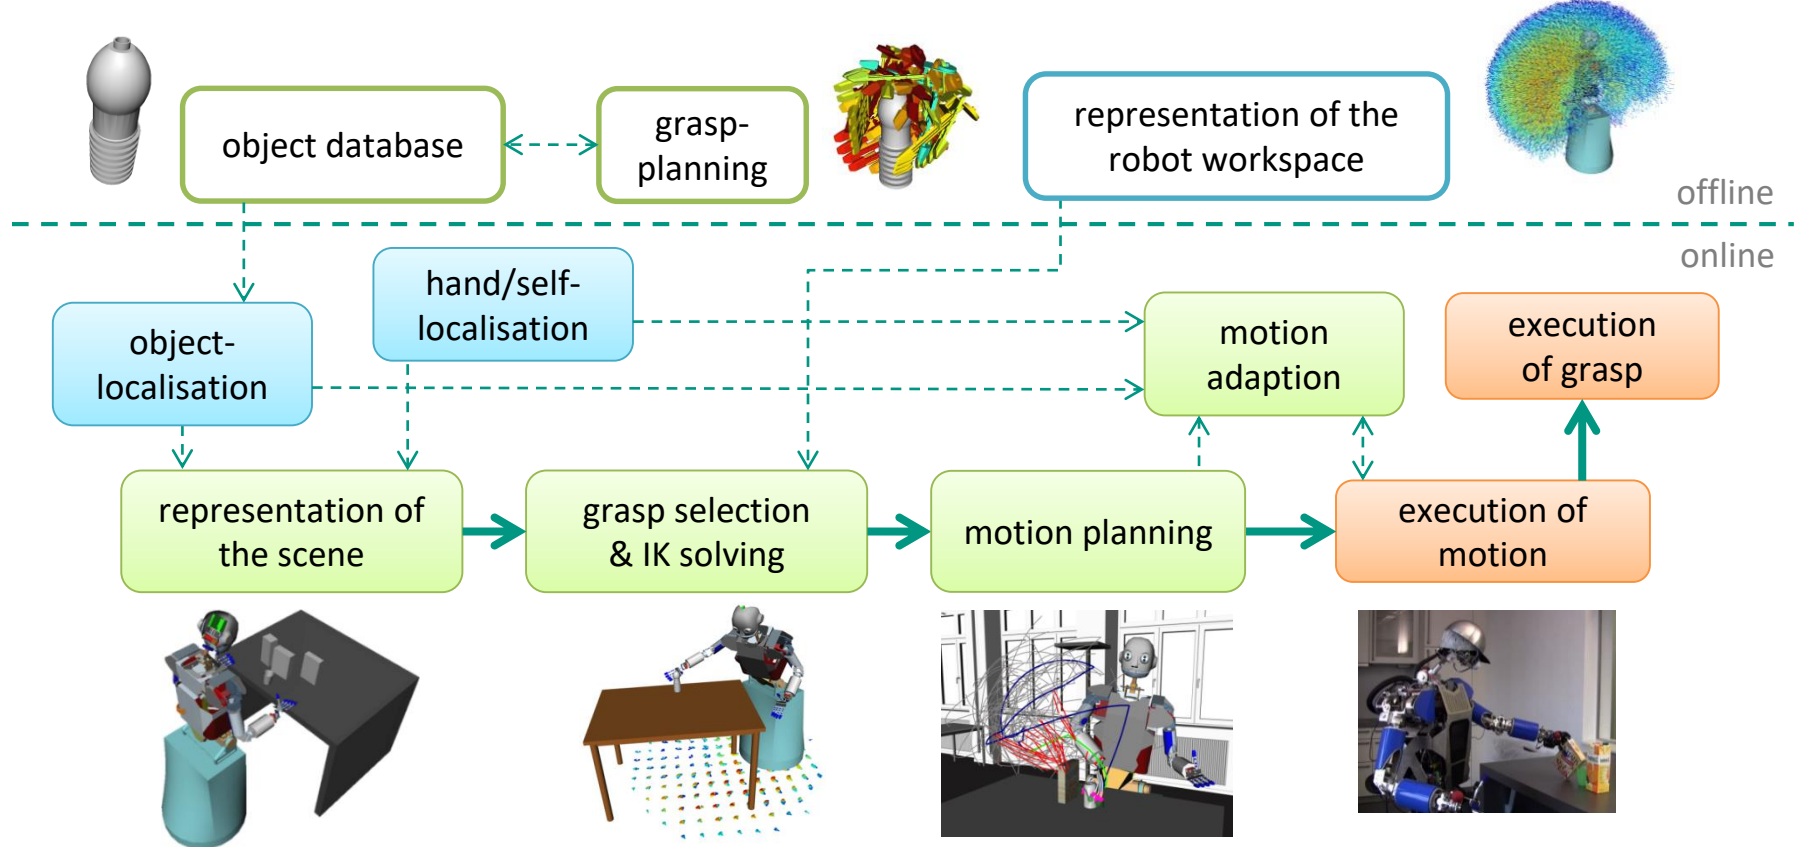 object database
grasp-
planning
representation of the
robot workspace
offline
online
hand/self-
localisation
object-
localisation
motion
adaption
execution
of grasp
representation of
the scene
grasp selection
& IK solving
motion planning
execution of
motion